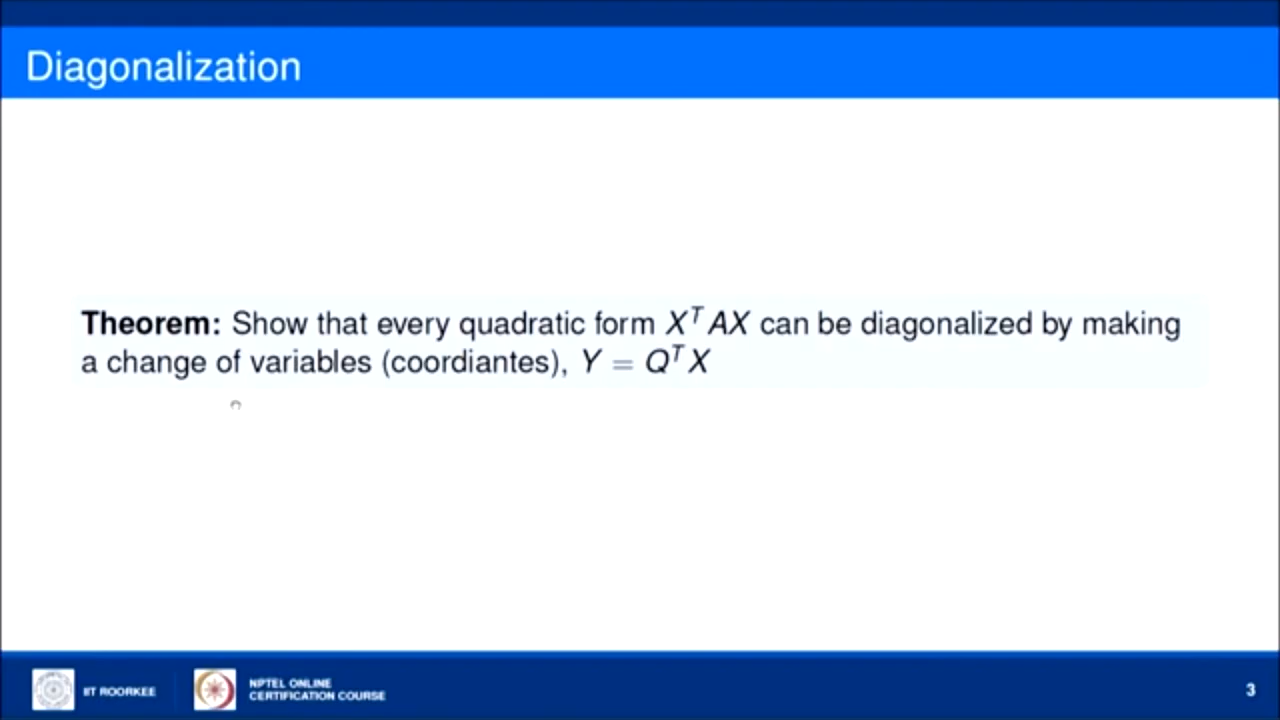 Diagonalization
Theorem: Show that every quadratic form X^T AX can be diagonalized by making
a change of variables (coordiantes), Y = Q^T X
IIT ROORKEE
NPTEL ONLINE
CERTIFICATION COURSE
3